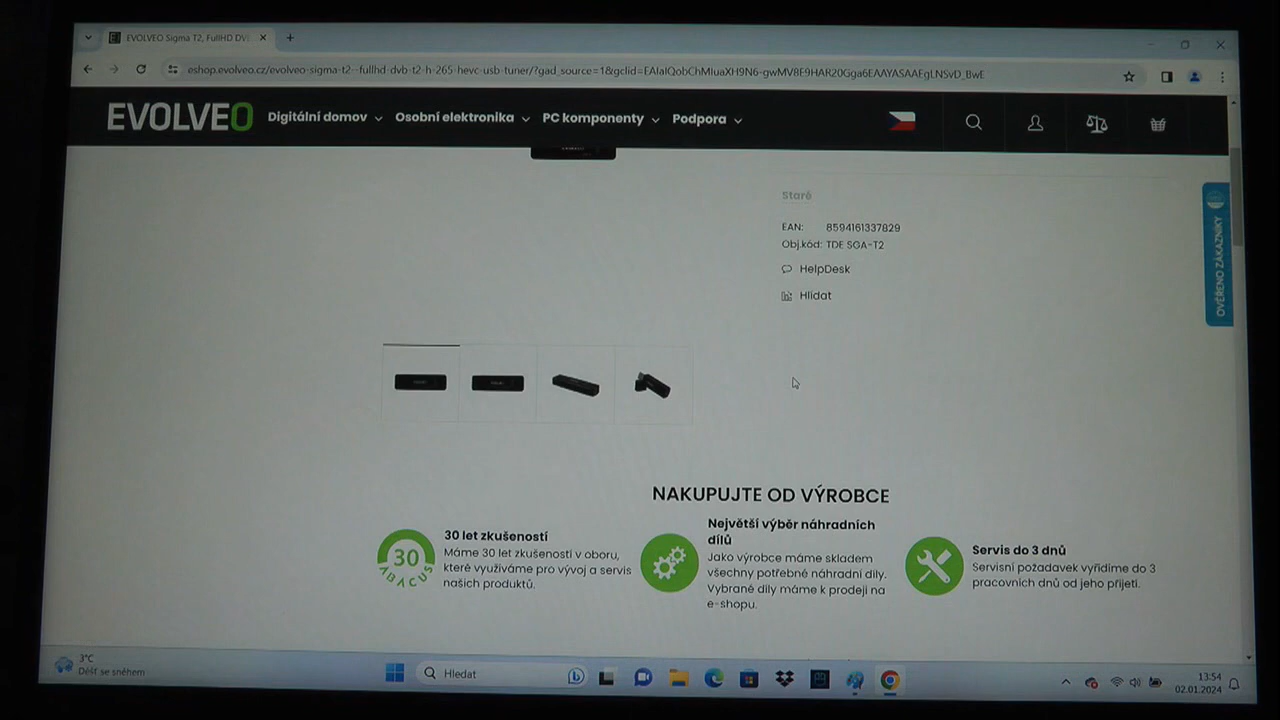 EVOLVEO Sigma T2, FullHD DV
eshop.evolveo.cz/evolveo-sigma-t2--fullhd-dvb-t2-h-265-hevc-usb-tuner/?gad_source=1&gclid=EAIaIQobChMIuaXH9N6-gwMV8F9HAR20Gga6EAAYASAAEgLNSvD_BwE
EVOLVEO
Digitální domov
Osobní elektronika
PC komponenty
Podpora
Staré
EAN: 8594161337829
Obj.kód: TDE SGA-T2
HelpDesk
Hlídat
OVĚŘENO ZÁKAZNÍKY
NAKUPUJTE OD VÝROBCE
30
ABACUS
30 let zkušeností
Máme 30 let zkušeností v oboru,
které využíváme pro vývoj a servis
našich produktů.
Největší výběr náhradních
dílů
Jako výrobce máme skladem
všechny potřebné náhradní díly.
Vybrané díly máme k prodeji na
e-shopu.
Servis do 3 dnů
Servisní požadavek vyřídíme do 3
pracovních dnů od jeho přijetí.
3°C
Déšť se sněhem
Hledat
13:54
02.01.2024